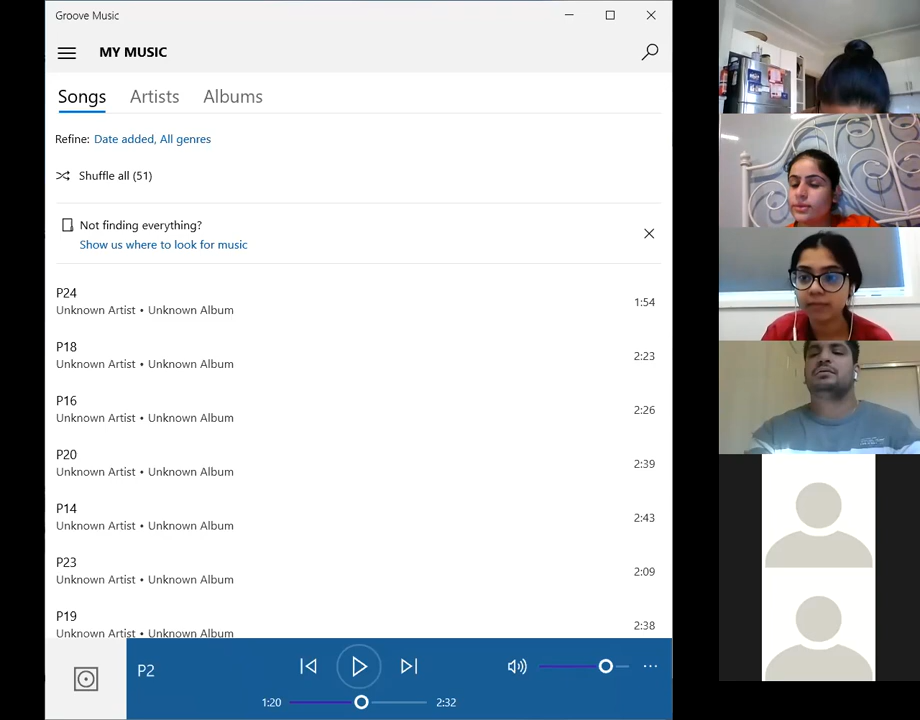 Groove Music
MY MUSIC
Songs Artists Albums
Refine: Date added, All genres
Shuffle all (51)
Not finding everything?
Show us where to look for music
P24
Unknown Artist • Unknown Album 1:54
P18
Unknown Artist • Unknown Album 2:23
P16
Unknown Artist • Unknown Album 2:26
P20
Unknown Artist • Unknown Album 2:39
P14
Unknown Artist • Unknown Album 2:43
P23
Unknown Artist • Unknown Album 2:09
P19
Unknown Artist • Unknown Album 2:38
P2
1:20 2:32